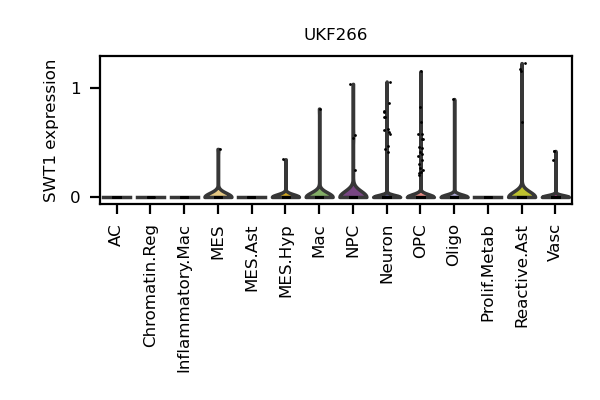 UKF266
SWT1 expression
1
0
AC
Chromatin.Reg
Inflammatory.Mac
MES
MES.Ast
MES.Hyp
Mac
NPC
Neuron
OPC
Oligo
Prolif.Metab
Reactive.Ast
Vasc